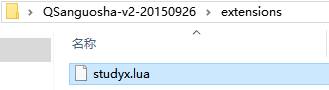 QSanguosha-v2-20150926 › extensions
名称
studyx.lua